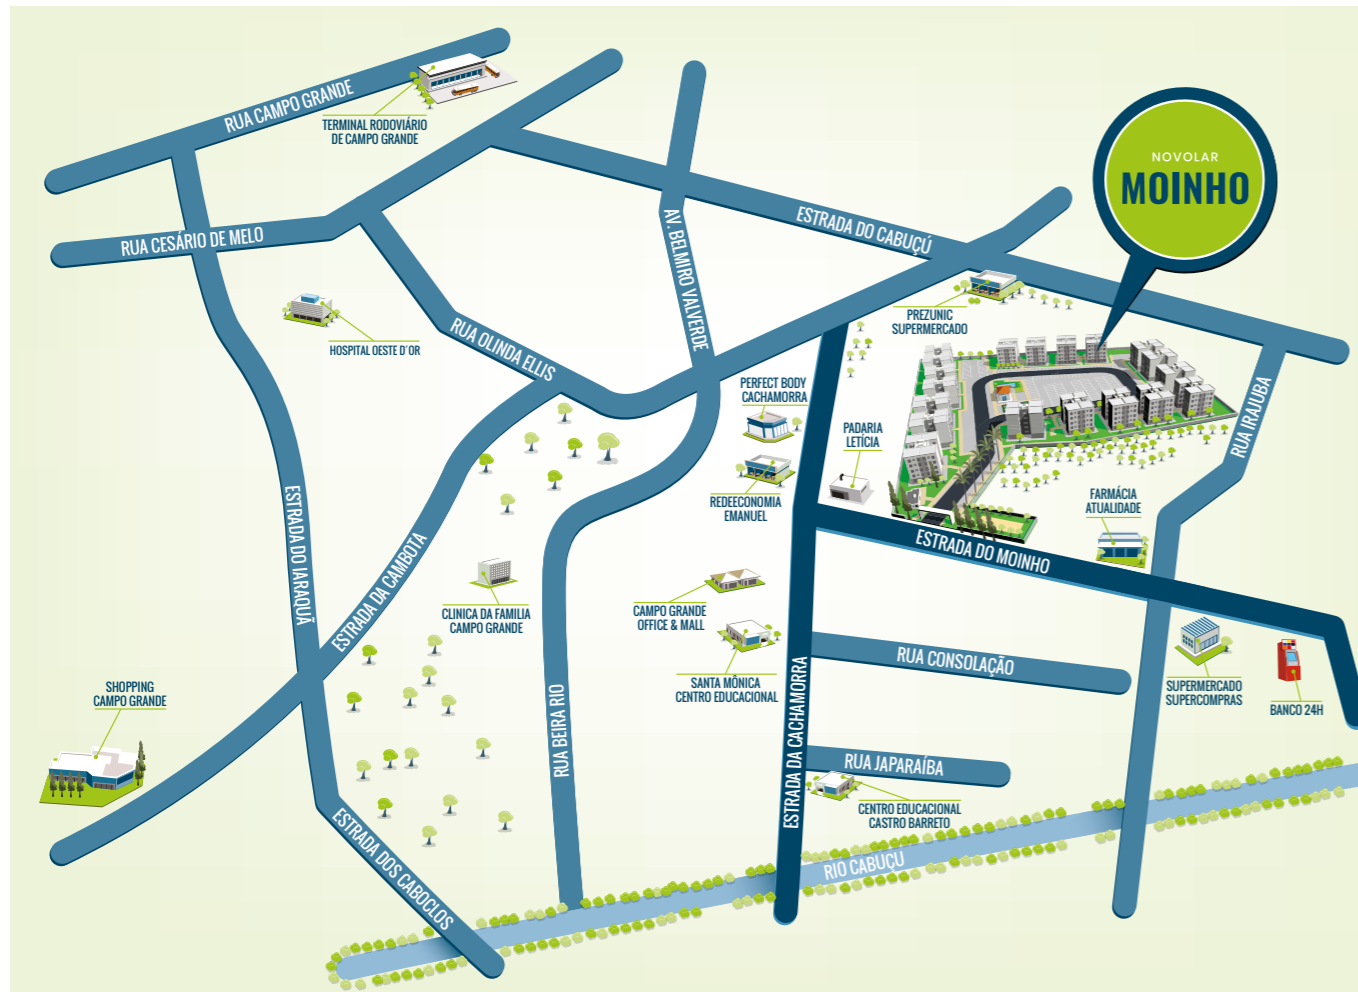 RUA CAMPO GRANDE
TERMINAL RODOVIÁRIO
DE CAMPO GRANDE
NOVOLAR
MOINHO
RUA CESÁRIO DE MELO
AV. BELMIRO VALVERDE
ESTRADA DO CABUÇÚ
HOSPITAL OESTE D´OR
RUA OLINDA ELLIS
PREZUNIC
SUPERMERCADO
PERFECT BODY
CACHAMORRA
PADARIA
LETÍCIA
RUA IRAJUBA
REDEECONOMIA
EMANUEL
FARMÁCIA
ATUALIDADE
ESTRADA DO IARAQUÃ
ESTRADA DA CAMBOTA
ESTRADA DO MOINHO
CLINICA DA FAMILIA
CAMPO GRANDE
CAMPO GRANDE
OFFICE & MALL
RUA CONSOLAÇÃO
SANTA MÔNICA
CENTRO EDUCACIONAL
SUPERMERCADO
SUPERCOMPRAS
BANCO 24H
SHOPPING
CAMPO GRANDE
RUA BEIRA RIO
ESTRADA DA CACHAMORRA
RUA JAPARAÍBA
CENTRO EDUCACIONAL
CASTRO BARRETO
ESTRADA DOS CABOCLOS
RIO CABUÇU